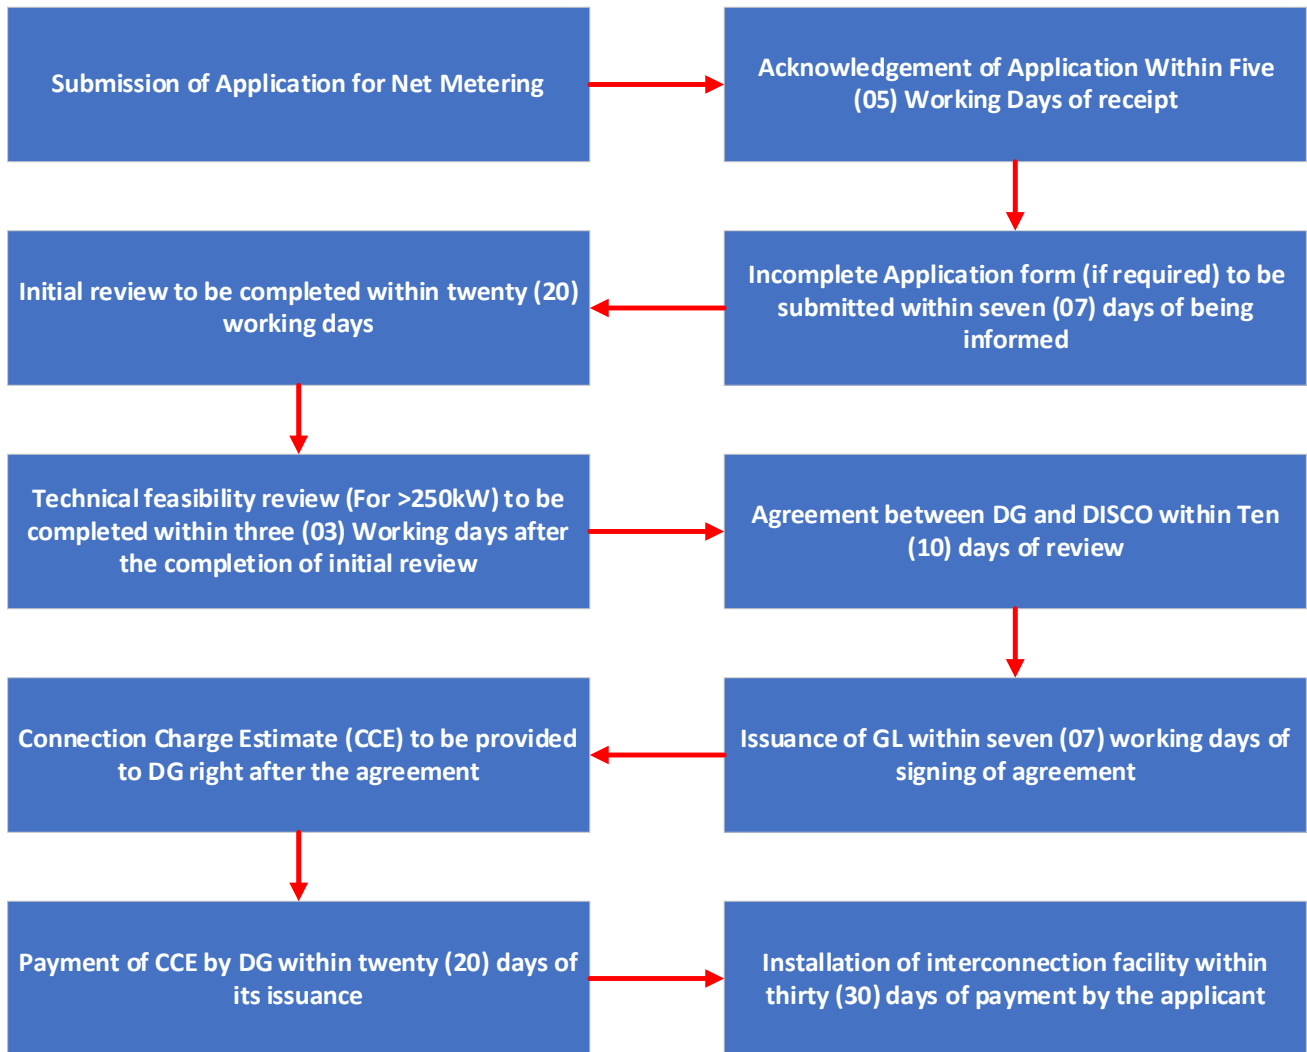 Submission of Application for Net Metering
Acknowledgement of Application Within Five
(05) Working Days of receipt
Incomplete Application form (if required) to be
submitted within seven (07) days of being
informed
Initial review to be completed within twenty (20)
working days
Technical feasibility review (For >250kW) to be
completed within three (03) Working days after
the completion of initial review
Agreement between DG and DISCO within Ten
(10) days of review
Issuance of GL within seven (07) working days of
signing of agreement
Connection Charge Estimate (CCE) to be provided
to DG right after the agreement
Payment of CCE by DG within twenty (20) days of
its issuance
Installation of interconnection facility within
thirty (30) days of payment by the applicant